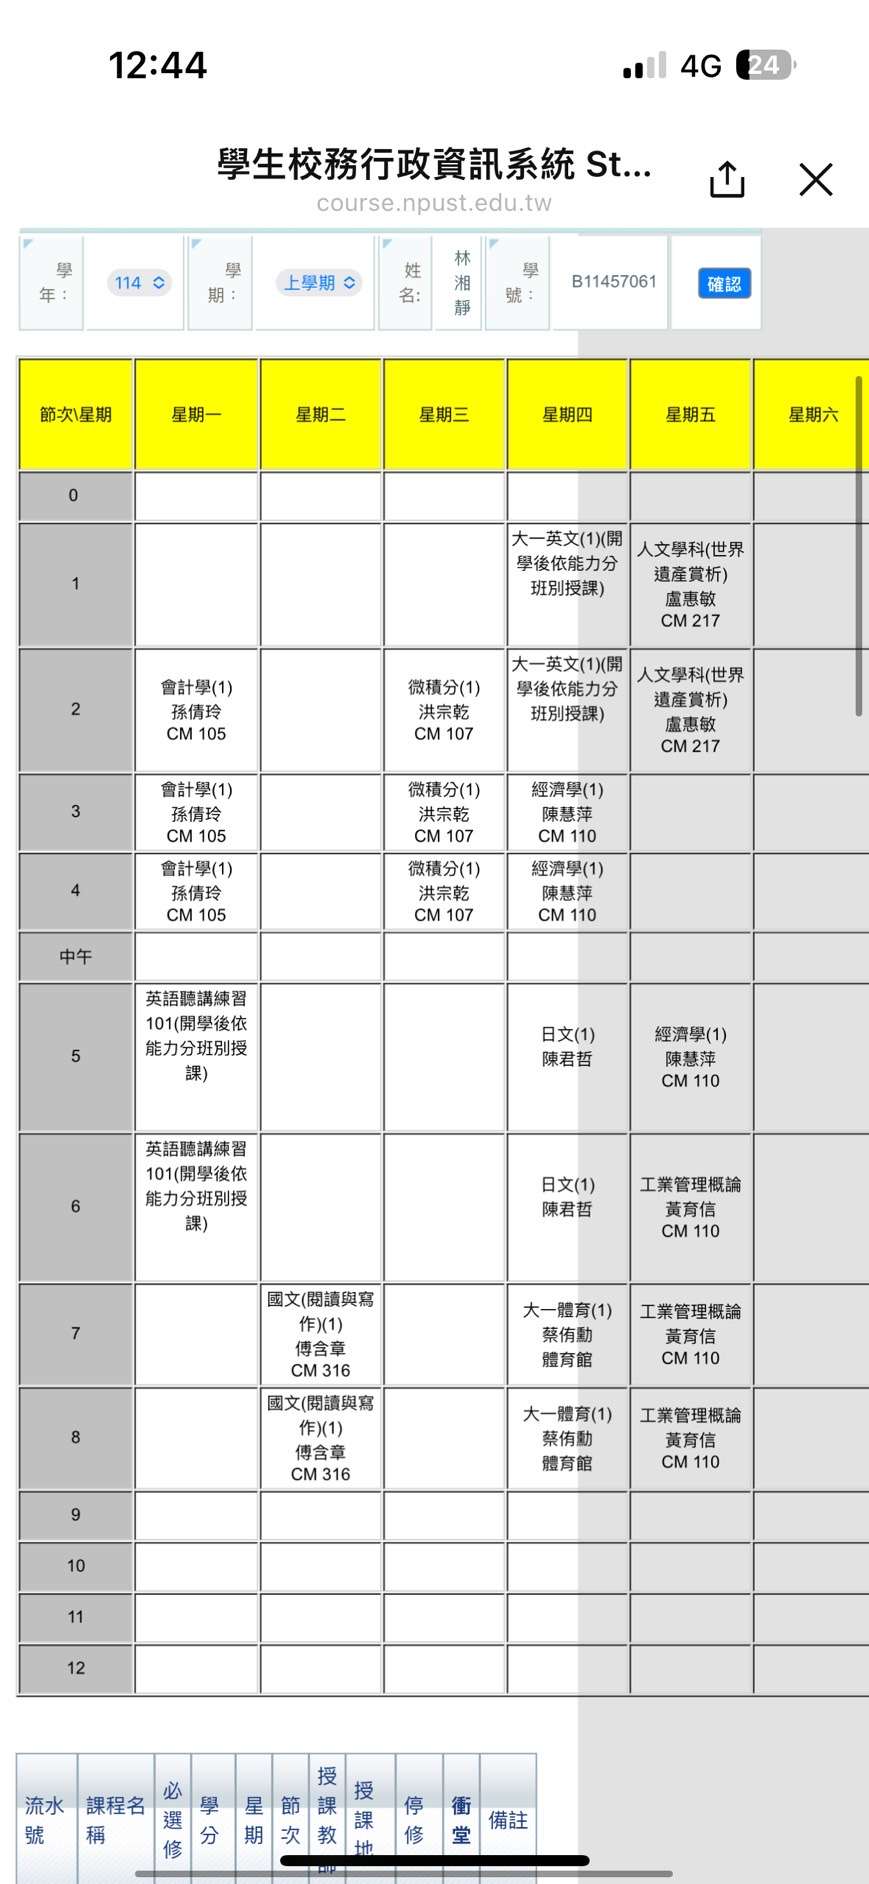 12:44
4G 24
學生校務行政資訊系統 St...
course.npust.edu.tw
學年：
114
學期：
上學期
姓名:
林湘靜
學號：
B11457061
確認
節次\星期 星期一 星期二 星期三 星期四 星期五 星期六
0
1
大一英文(1)(開
學後依能力分
班別授課)
人文學科(世界
遺產賞析)
盧惠敏
CM 217
2
會計學(1)
孫倩玲
CM 105
微積分(1)
洪宗乾
CM 107
大一英文(1)(開
學後依能力分
班別授課)
人文學科(世界
遺產賞析)
盧惠敏
CM 217
3
會計學(1)
孫倩玲
CM 105
微積分(1)
洪宗乾
CM 107
經濟學(1)
陳慧萍
CM 110
4
會計學(1)
孫倩玲
CM 105
微積分(1)
洪宗乾
CM 107
經濟學(1)
陳慧萍
CM 110
中午
5
英語聽講練習
101(開學後依
能力分班別授
課)
日文(1)
陳君哲
經濟學(1)
陳慧萍
CM 110
6
英語聽講練習
101(開學後依
能力分班別授
課)
日文(1)
陳君哲
工業管理概論
黃育信
CM 110
7
國文(閱讀與寫
作)(1)
傅含章
CM 316
大一體育(1)
蔡侑勳
體育館
工業管理概論
黃育信
CM 110
8
國文(閱讀與寫
作)(1)
傅含章
CM 316
大一體育(1)
蔡侑勳
體育館
工業管理概論
黃育信
CM 110
9
10
11
12
流水號
課程名稱
必選修
學分
星期
節次
授課教師
授課地
停修
衝堂
備註